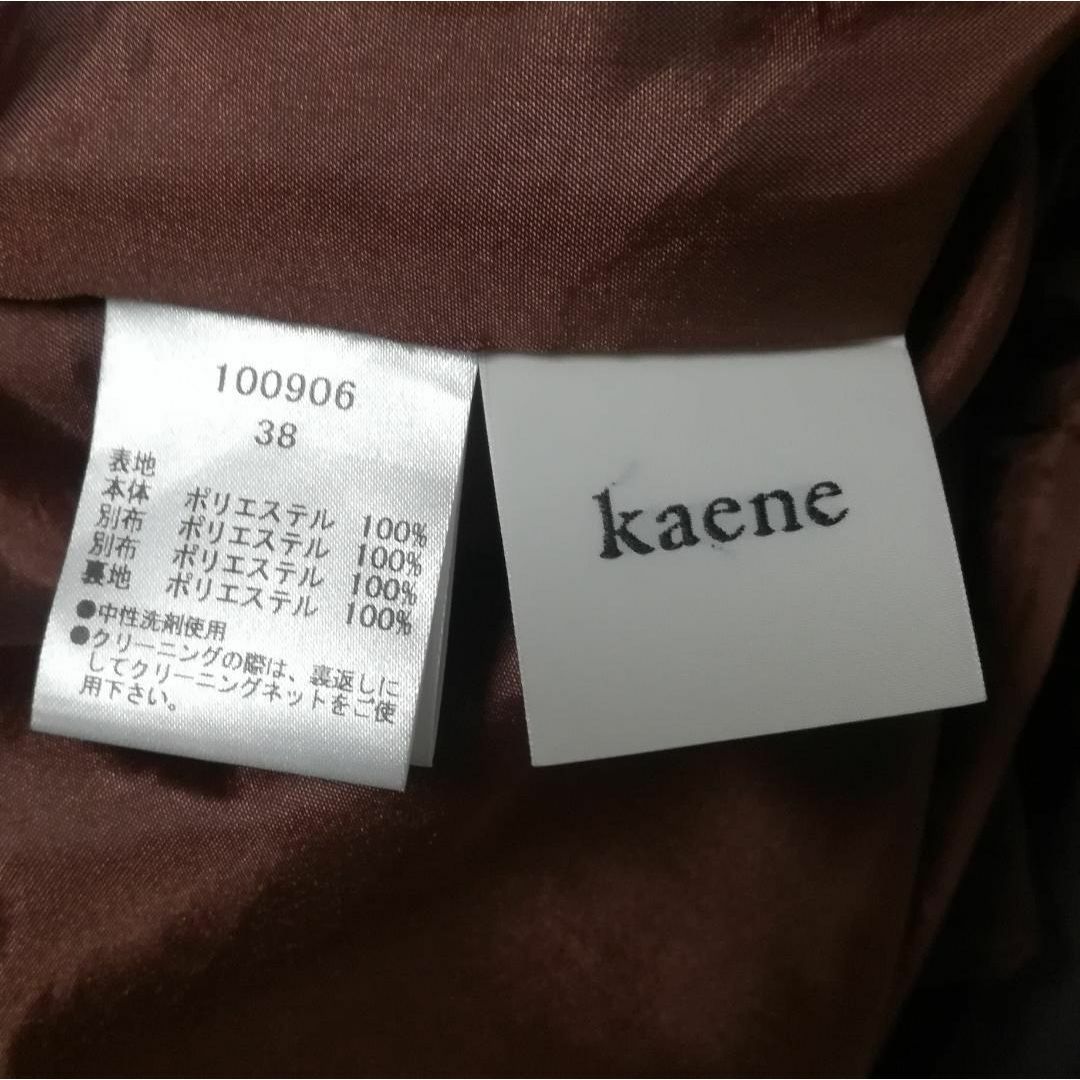 100906
38
表地
本体 ポリエステル 100%
別布 ポリエステル 100%
別布 ポリエステル 100%
裏地 ポリエステル 100%
●中性洗剤使用
●クリーニングの際は、裏返しに
してクリーニングネットをご使
用下さい。
kaene